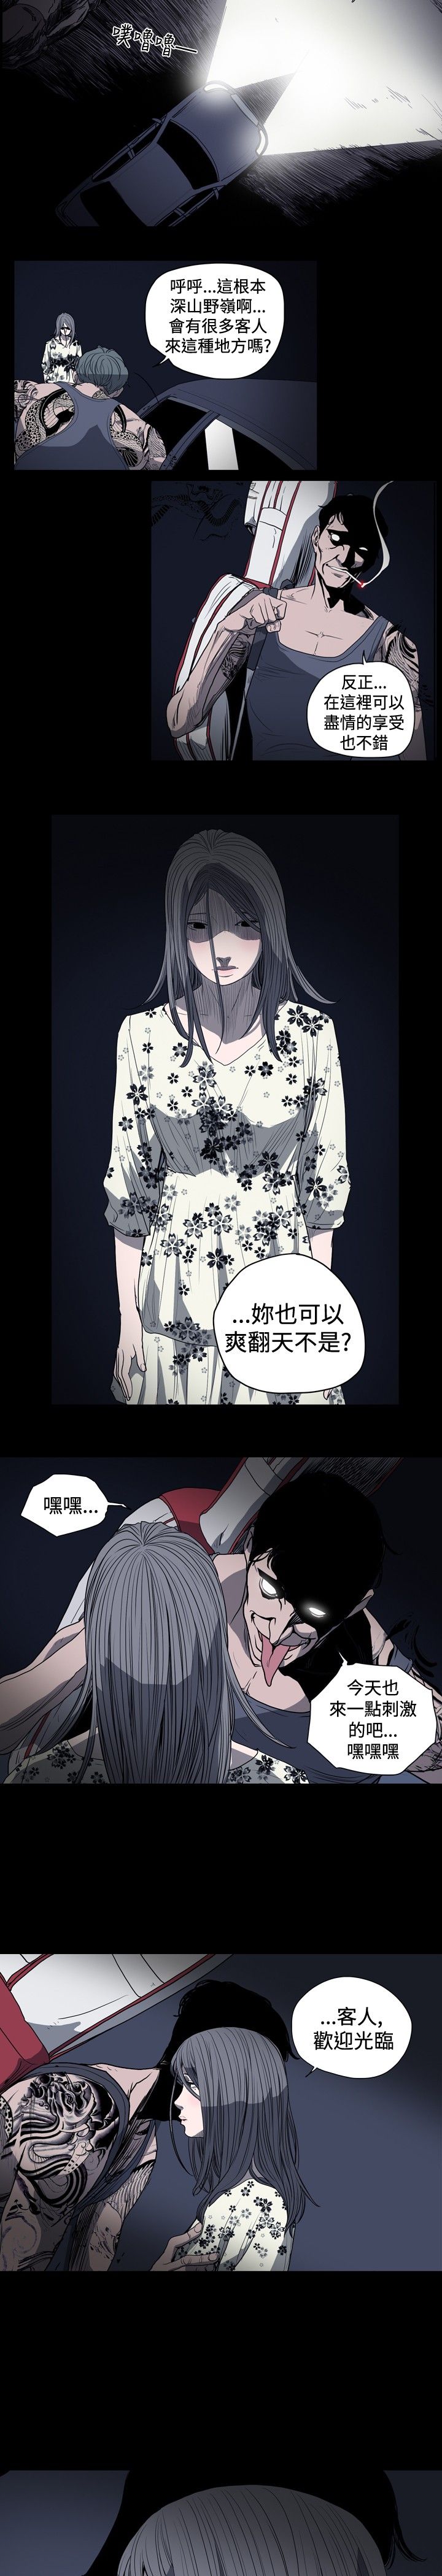 噗嚕嚕—
呼呼...這根本
深山野嶺啊...
會有很多客人
來這種地方嗎?
反正...
在這裡可以
盡情的享受
也不錯
...妳也可以
爽翻天不是?
嘿嘿...
今天也
來一點刺激
的吧...
嘿嘿嘿
...客人,
歡迎光臨